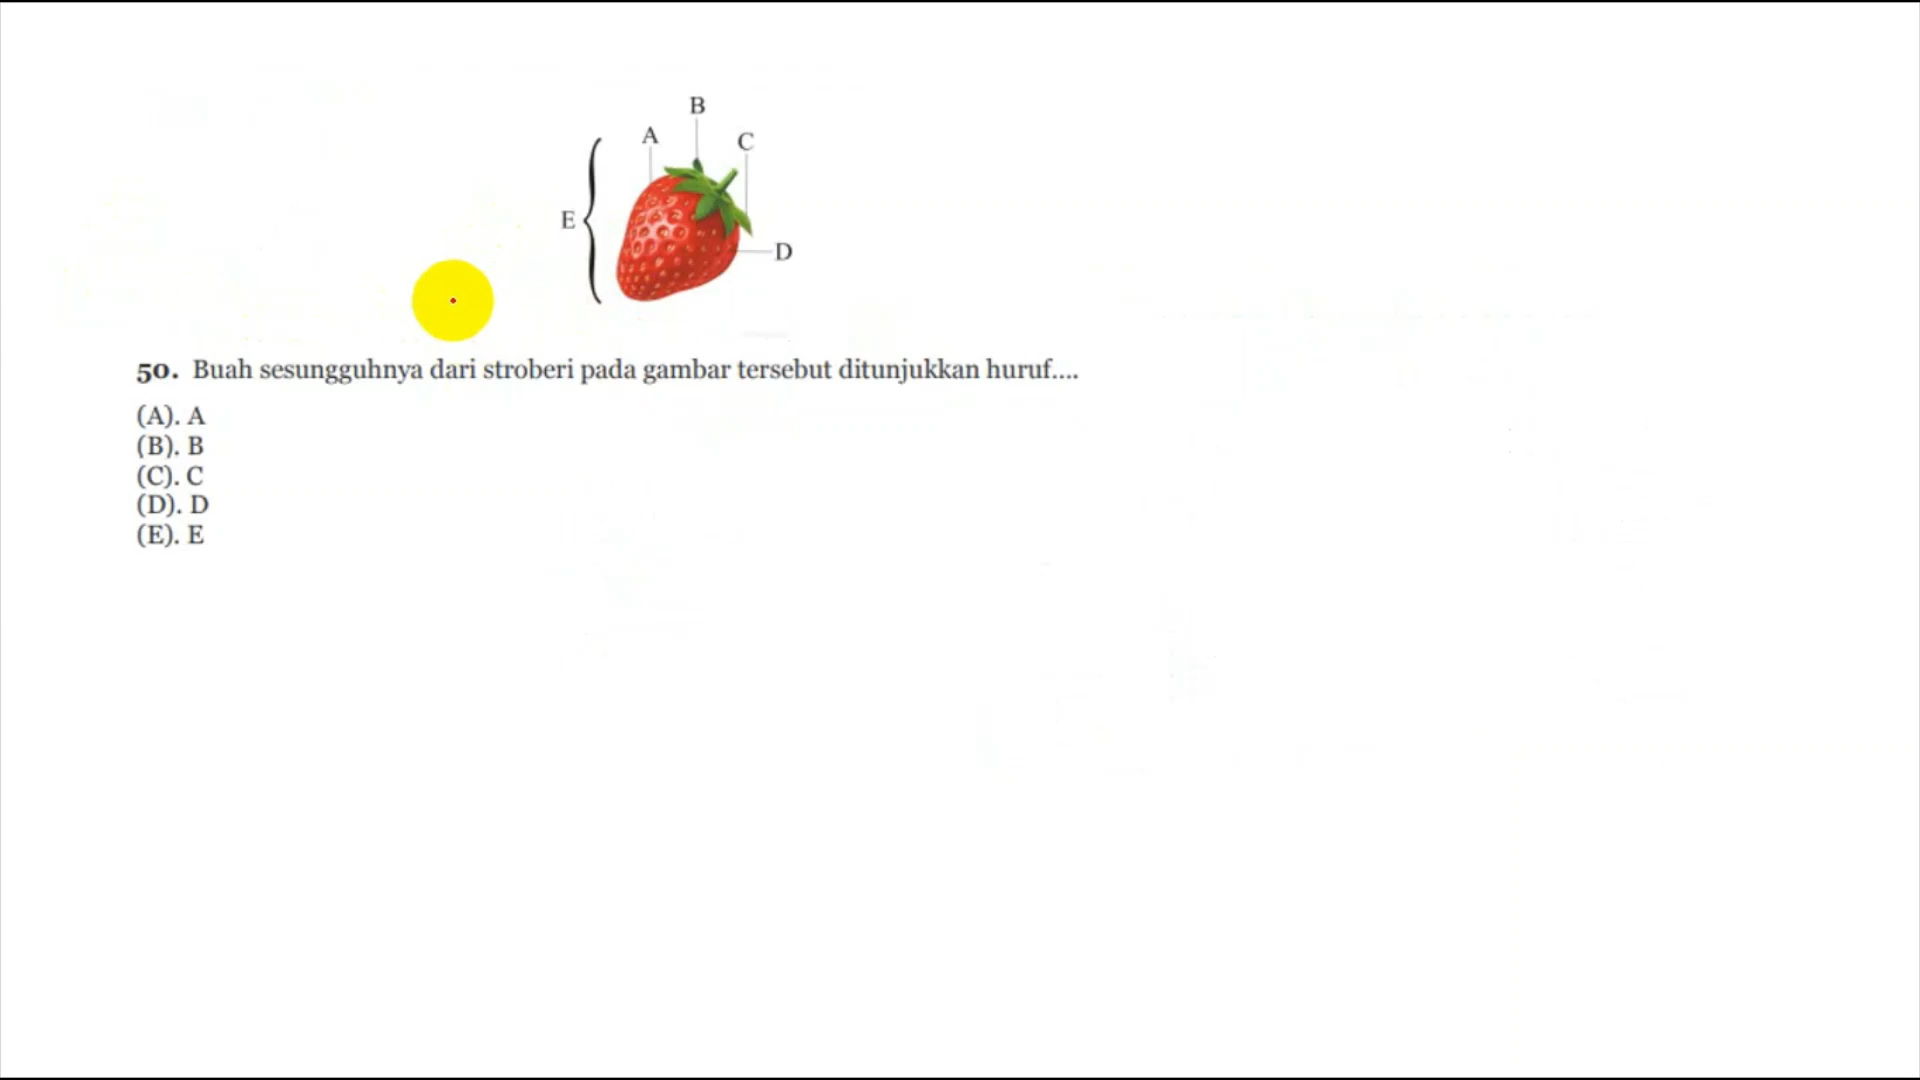 B
A
C
E
D
50. Buah sesungguhnya dari stroberi pada gambar tersebut ditunjukkan huruf....
(A). A
(B). B
(C). C
(D). D
(E). E